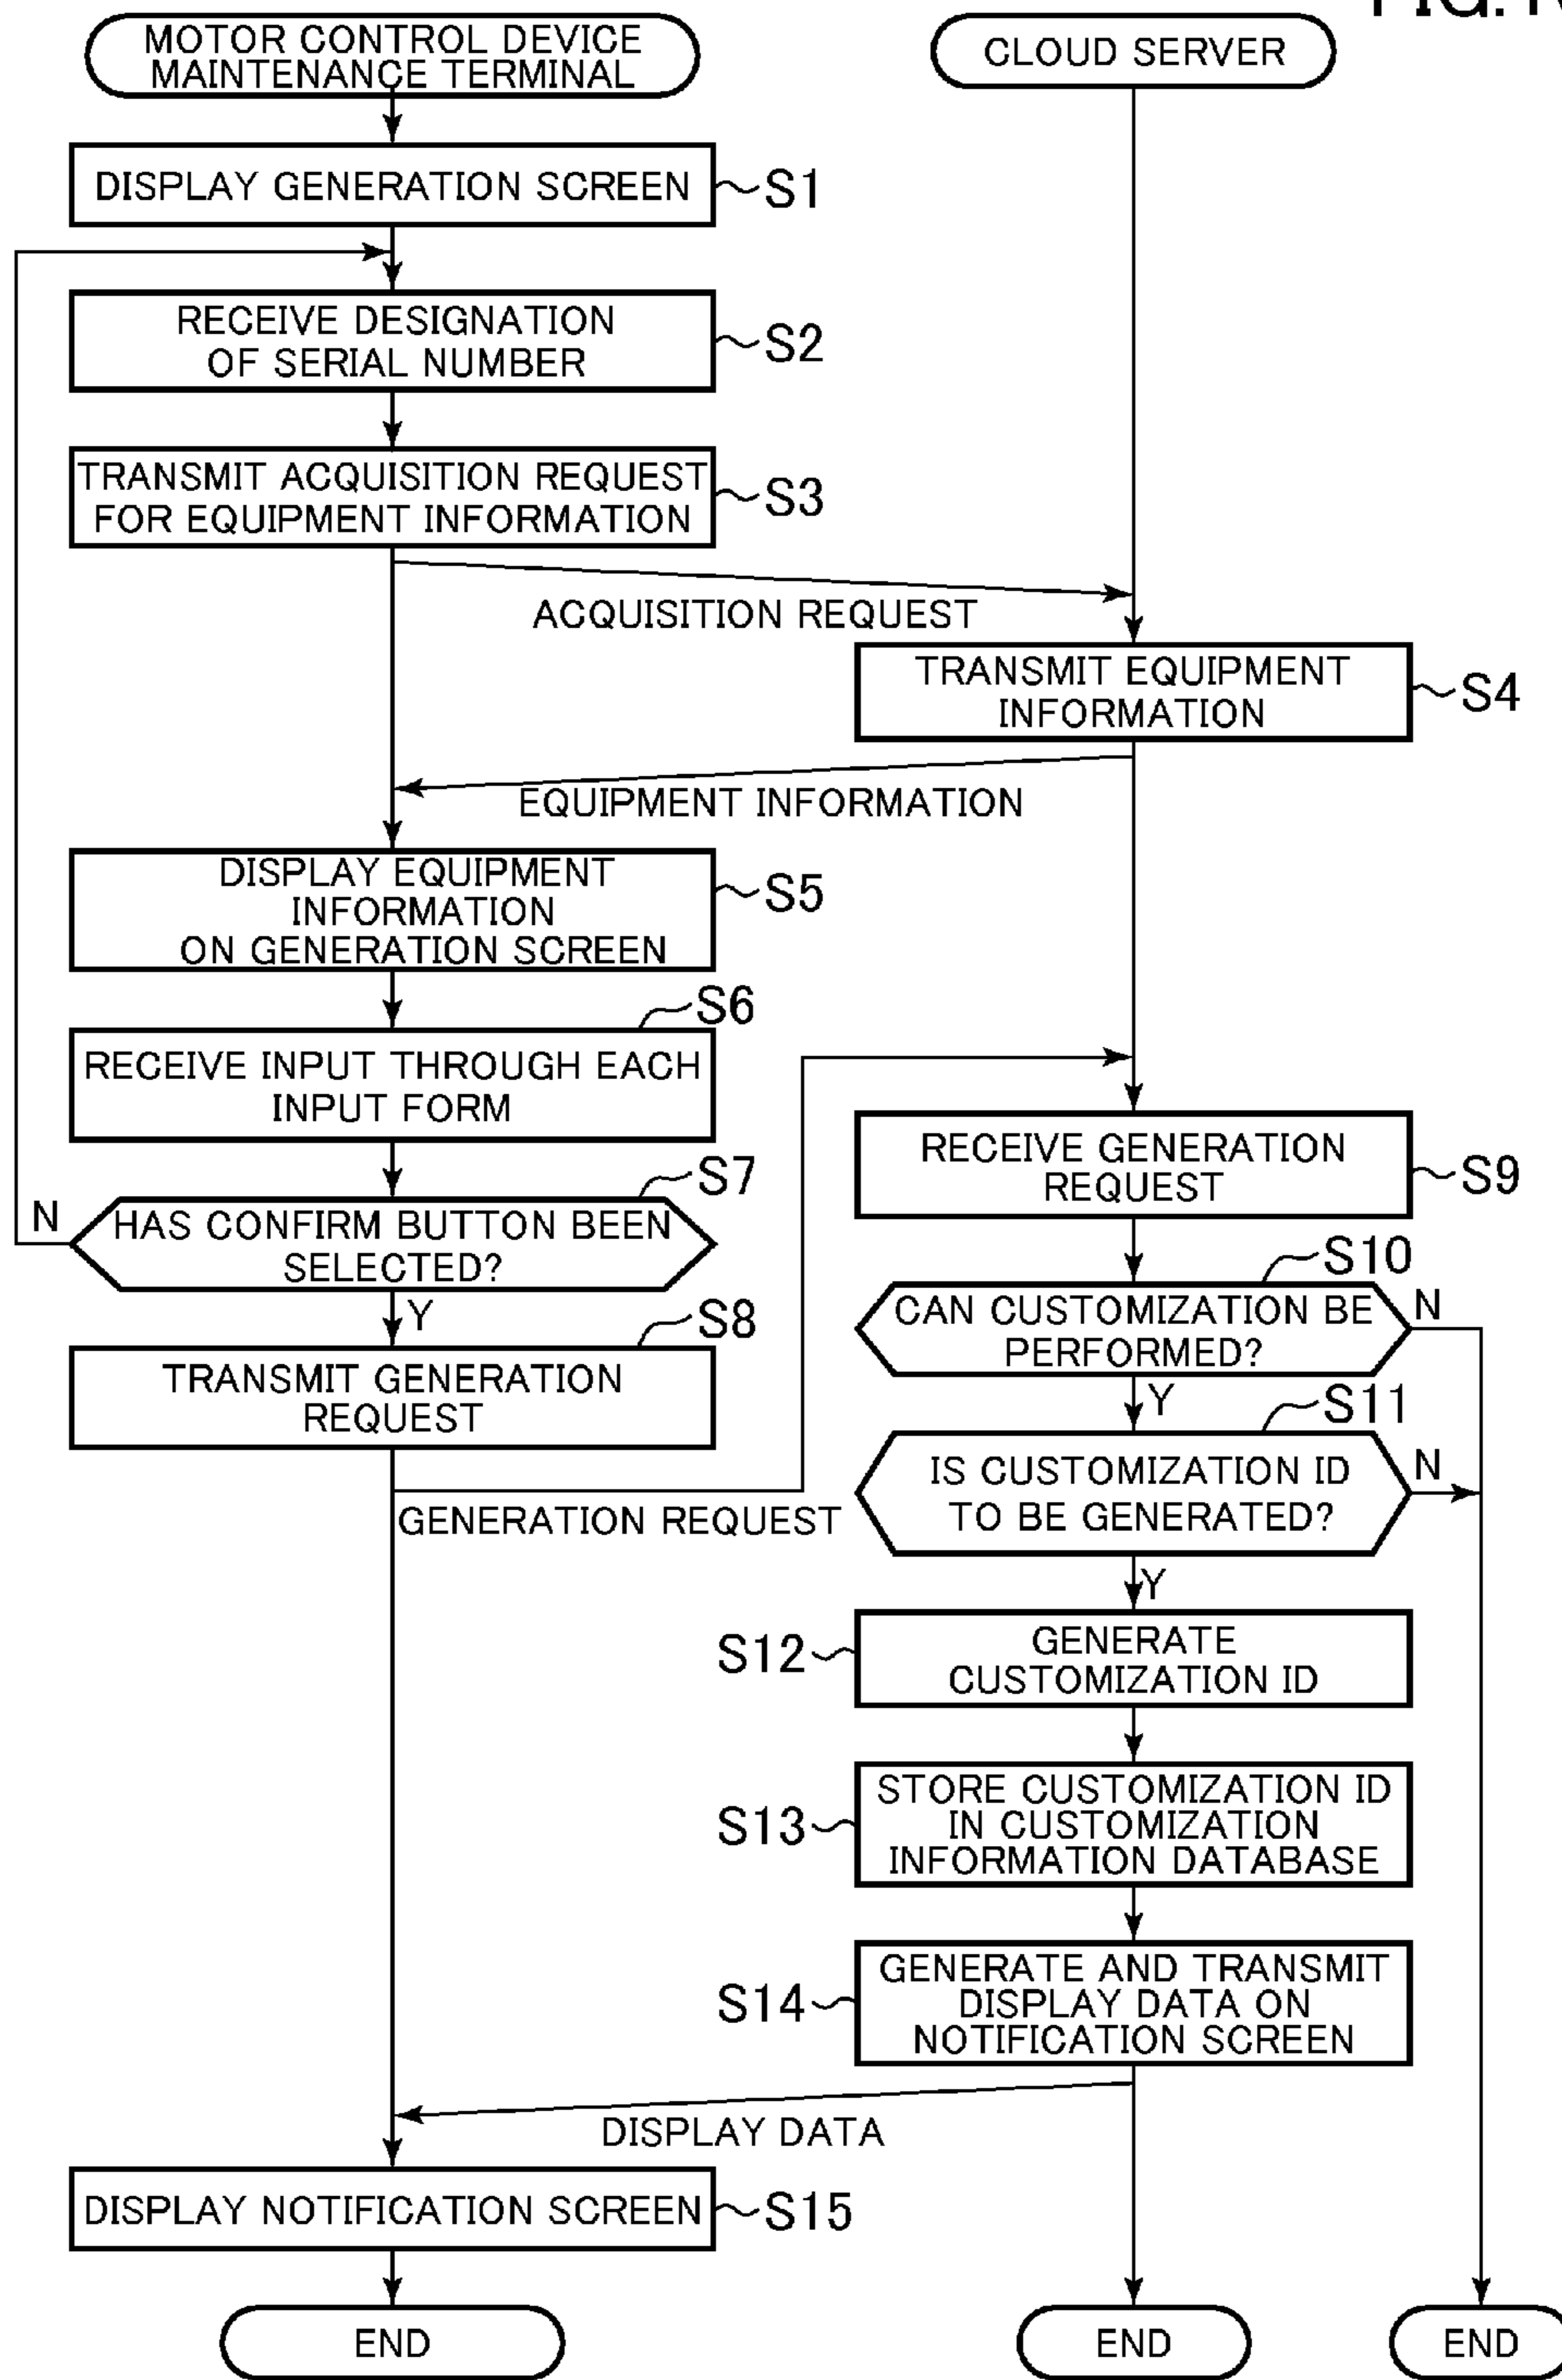 MOTOR CONTROL DEVICE
MAINTENANCE TERMINAL
CLOUD SERVER
DISPLAY GENERATION SCREEN
S1
RECEIVE DESIGNATION
OF SERIAL NUMBER
S2
TRANSMIT ACQUISITION REQUEST
FOR EQUIPMENT INFORMATION
S3
ACQUISITION REQUEST
TRANSMIT EQUIPMENT
INFORMATION
S4
EQUIPMENT INFORMATION
DISPLAY EQUIPMENT
INFORMATION
ON GENERATION SCREEN
S5
S6
RECEIVE INPUT THROUGH EACH
INPUT FORM
S7
N
HAS CONFIRM BUTTON BEEN
SELECTED?
Y
S8
TRANSMIT GENERATION
REQUEST
GENERATION REQUEST
RECEIVE GENERATION
REQUEST
S9
S10
CAN CUSTOMIZATION BE
PERFORMED?
N
Y
S11
IS CUSTOMIZATION ID
TO BE GENERATED?
N
Y
S12
GENERATE
CUSTOMIZATION ID
S13
STORE CUSTOMIZATION ID
IN CUSTOMIZATION
INFORMATION DATABASE
S14
GENERATE AND TRANSMIT
DISPLAY DATA ON
NOTIFICATION SCREEN
DISPLAY DATA
DISPLAY NOTIFICATION SCREEN
S15
END
END
END